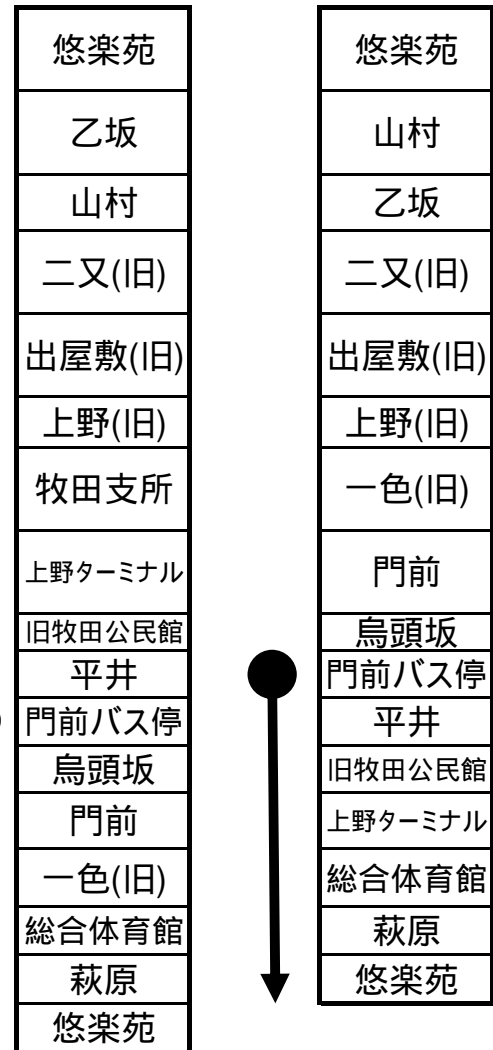 悠楽苑
乙坂
山村
二又(旧)
出屋敷(旧)
上野(旧)
牧田支所
上野ターミナル
旧牧田公民館
平井
門前バス停
烏頭坂
門前
一色(旧)
総合体育館
萩原
悠楽苑
悠楽苑
山村
乙坂
二又(旧)
出屋敷(旧)
上野(旧)
一色(旧)
門前
烏頭坂
門前バス停
平井
旧牧田公民館
上野ターミナル
総合体育館
萩原
悠楽苑